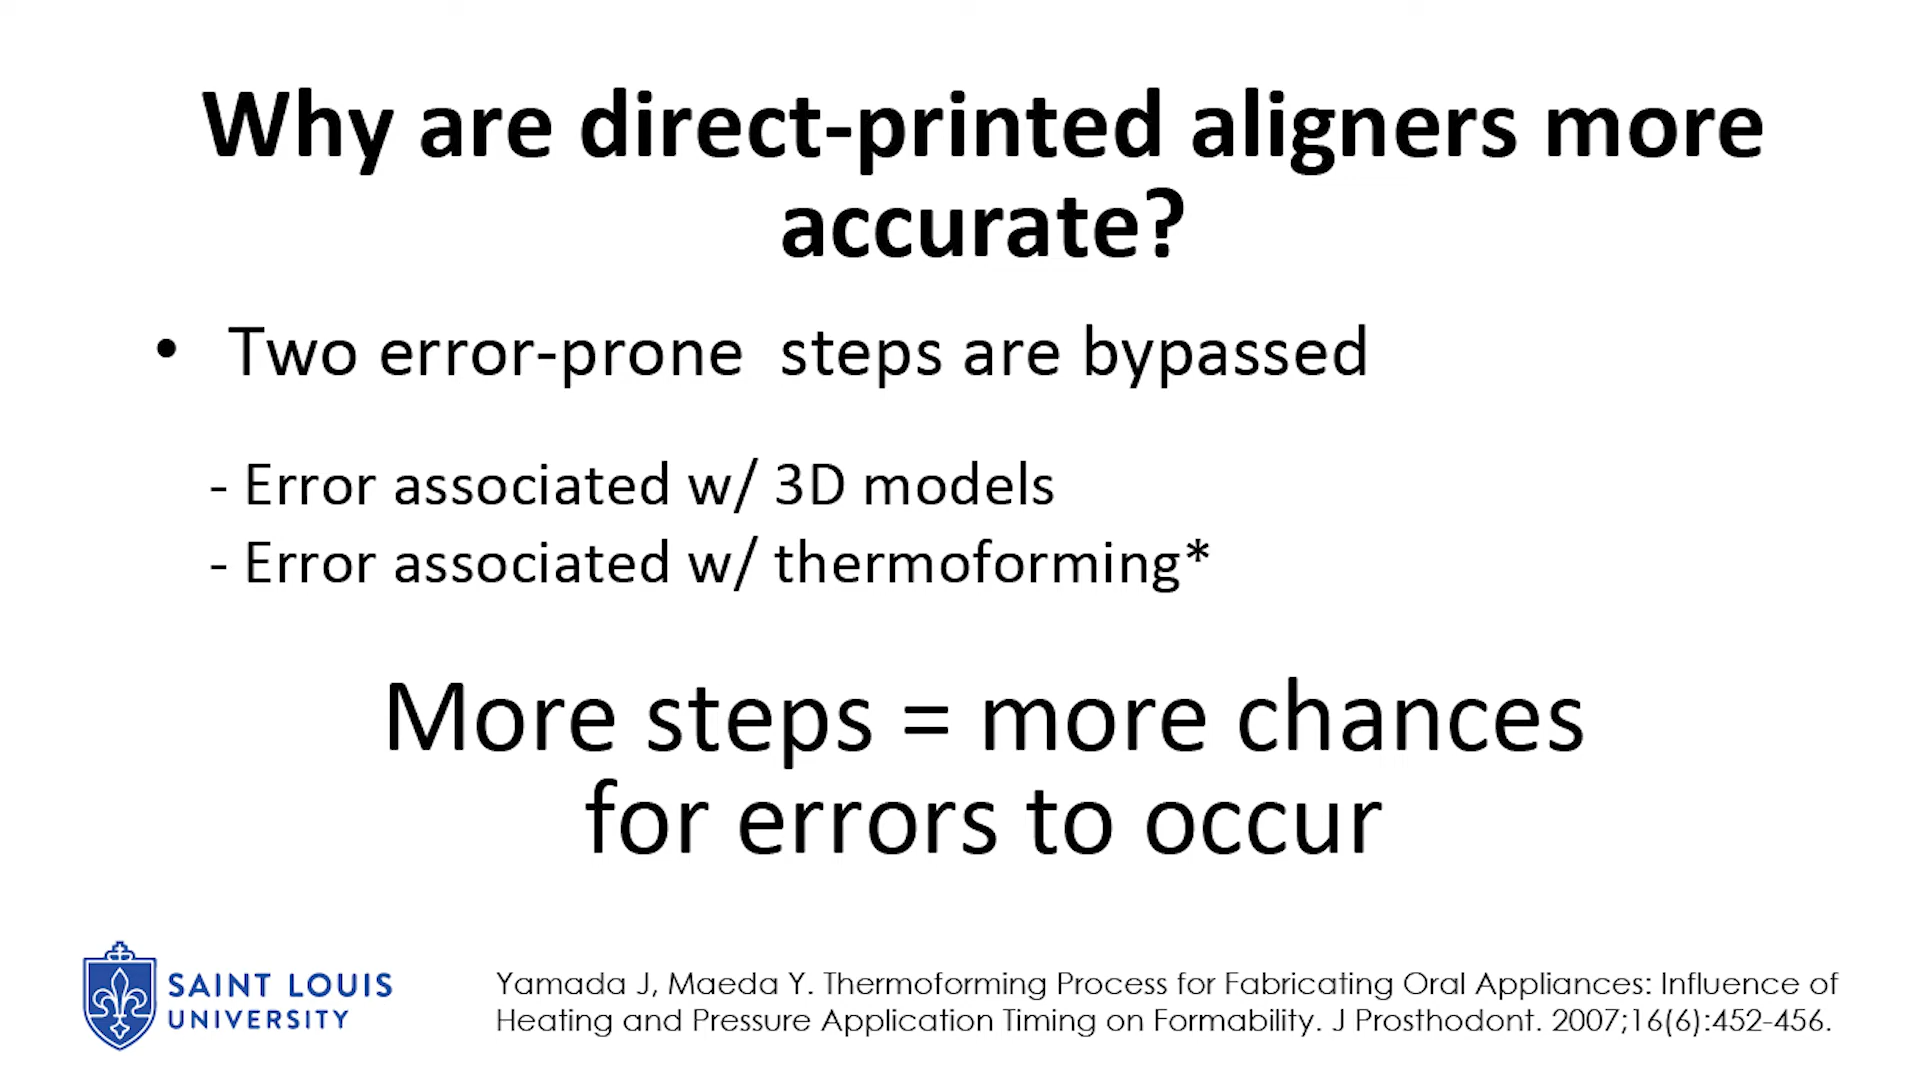 Why are direct-printed aligners more
accurate?
• Two error-prone  steps are bypassed
- Error associated w/ 3D models
- Error associated w/ thermoforming*
More steps = more chances
for errors to occur
SAINT LOUIS
UNIVERSITY
Yamada J, Maeda Y. Thermoforming Process for Fabricating Oral Appliances: Influence of
Heating and Pressure Application Timing on Formability. J Prosthodont. 2007;16(6):452-456.